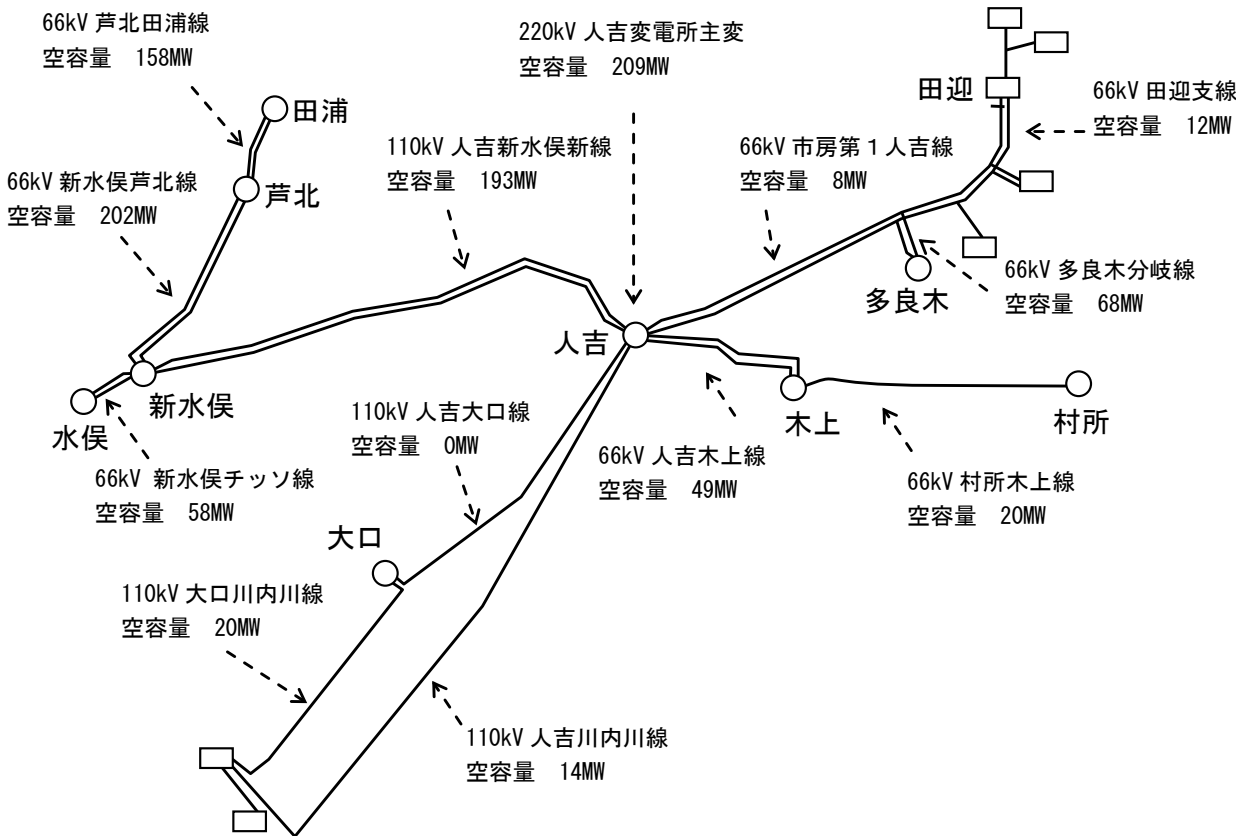 66kV 芦北田浦線
空容量 158MW
220kV 人吉変電所主変
空容量 209MW
田浦
110kV 人吉新水俣新線
空容量 193MW
66kV 市房第１人吉線
空容量 8MW
田迎
66kV 田迎支線
空容量 12MW
66kV 新水俣芦北線
空容量 202MW
芦北
多良木
66kV 多良木分岐線
空容量 68MW
人吉
新水俣
水俣
110kV 人吉大口線
空容量 0MW
木上
村所
66kV 新水俣チッソ線
空容量 58MW
66kV 人吉木上線
空容量 49MW
66kV 村所木上線
空容量 20MW
大口
110kV 大口川内川線
空容量 20MW
110kV 人吉川内川線
空容量 14MW